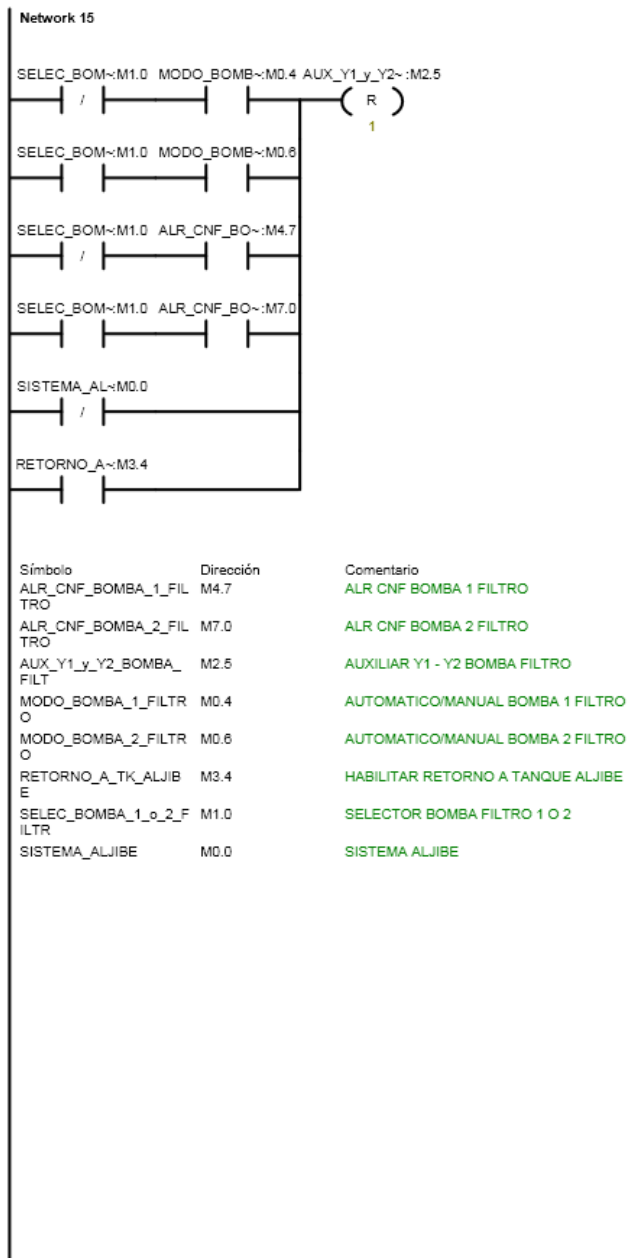 Network 15
SELEC_BOM~:M1.0 MODO_BOMB~:M0.4 AUX_Y1_y_Y2~:M2.5
/ R
1
SELEC_BOM~:M1.0 MODO_BOMB~:M0.6
SELEC_BOM~:M1.0 ALR_CNF_BO~:M4.7
/
SELEC_BOM~:M1.0 ALR_CNF_BO~:M7.0
SISTEMA_AL~:M0.0
/
RETORNO_A~:M3.4
Símbolo Dirección Comentario
ALR_CNF_BOMBA_1_FIL M4.7 ALR CNF BOMBA 1 FILTRO
TRO
ALR_CNF_BOMBA_2_FIL M7.0 ALR CNF BOMBA 2 FILTRO
TRO
AUX_Y1_y_Y2_BOMBA_ M2.5 AUXILIAR Y1 - Y2 BOMBA FILTRO
FILT
MODO_BOMBA_1_FILTR M0.4 AUTOMATICO/MANUAL BOMBA 1 FILTRO
O
MODO_BOMBA_2_FILTR M0.6 AUTOMATICO/MANUAL BOMBA 2 FILTRO
O
RETORNO_A_TK_ALJIB M3.4 HABILITAR RETORNO A TANQUE ALJIBE
E
SELEC_BOMBA_1_o_2_F M1.0 SELECTOR BOMBA FILTRO 1 O 2
ILTR
SISTEMA_ALJIBE M0.0 SISTEMA ALJIBE